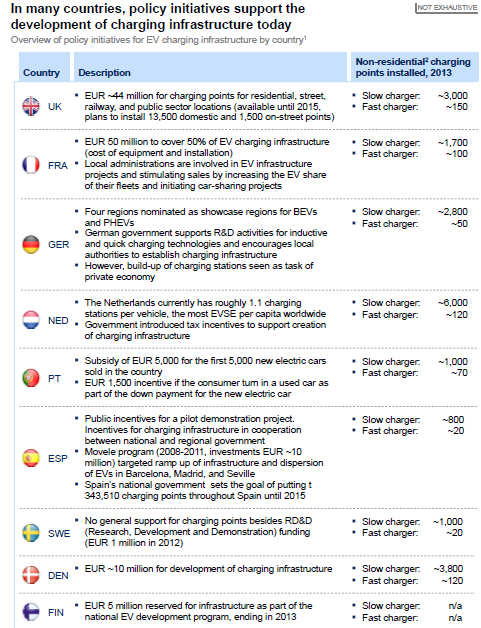 In many countries, policy initiatives support the
development of charging infrastructure today
NOT EXHAUSTIVE
Overview of policy initiatives for EV charging infrastructure by country1
Country
Description
Non-residential2 charging
points installed, 2013
UK
• EUR ~44 million for charging points for residential, street,
railway, and public sector locations (available until 2015,
plans to install 13,500 domestic and 1,500 on-street points)
• Slow charger: ~3,000
• Fast charger: ~150
FRA
• EUR 50 million to cover 50% of EV charging infrastructure
(cost of equipment and installation)
• Local administrations are involved in EV infrastructure
projects and stimulating sales by increasing the EV share
of their fleets and initiating car-sharing projects
• Slow charger: ~1,700
• Fast charger: ~100
GER
• Four regions nominated as showcase regions for BEVs
and PHEVs
• German government supports R&D activities for inductive
and quick charging technologies and encourages local
authorities to establish charging infrastructure
• However, build-up of charging stations seen as task of
private economy
• Slow charger: ~2,800
• Fast charger: ~50
NED
• The Netherlands currently has roughly 1.1 charging
stations per vehicle, the most EVSE per capita worldwide
• Government introduced tax incentives to support creation
of charging infrastructure
• Slow charger: ~6,000
• Fast charger: ~120
PT
• Subsidy of EUR 5,000 for the first 5,000 new electric cars
sold in the country
• EUR 1,500 incentive if the consumer turn in a used car as
part of the down payment for the new electric car
• Slow charger: ~1,000
• Fast charger: ~70
ESP
• Public incentives for a pilot demonstration project.
Incentives for charging infrastructure in cooperation
between national and regional government
• Movele program (2008-2011, investments EUR ~10
million) targeted ramp up of infrastructure and dispersion
of EVs in Barcelona, Madrid, and Seville
• Spain's national government sets the goal of putting t
343,510 charging points throughout Spain until 2015
• Slow charger: ~800
• Fast charger: ~20
SWE
• No general support for charging points besides RD&D
(Research, Development and Demonstration) funding
(EUR 1 million in 2012)
• Slow charger: ~1,000
• Fast charger: ~20
DEN
• EUR ~10 million for development of charging infrastructure
• Slow charger: ~3,800
• Fast charger: ~120
FIN
• EUR 5 million reserved for infrastructure as part of the
national EV development program, ending in 2013
• Slow charger: n/a
• Fast charger: n/a